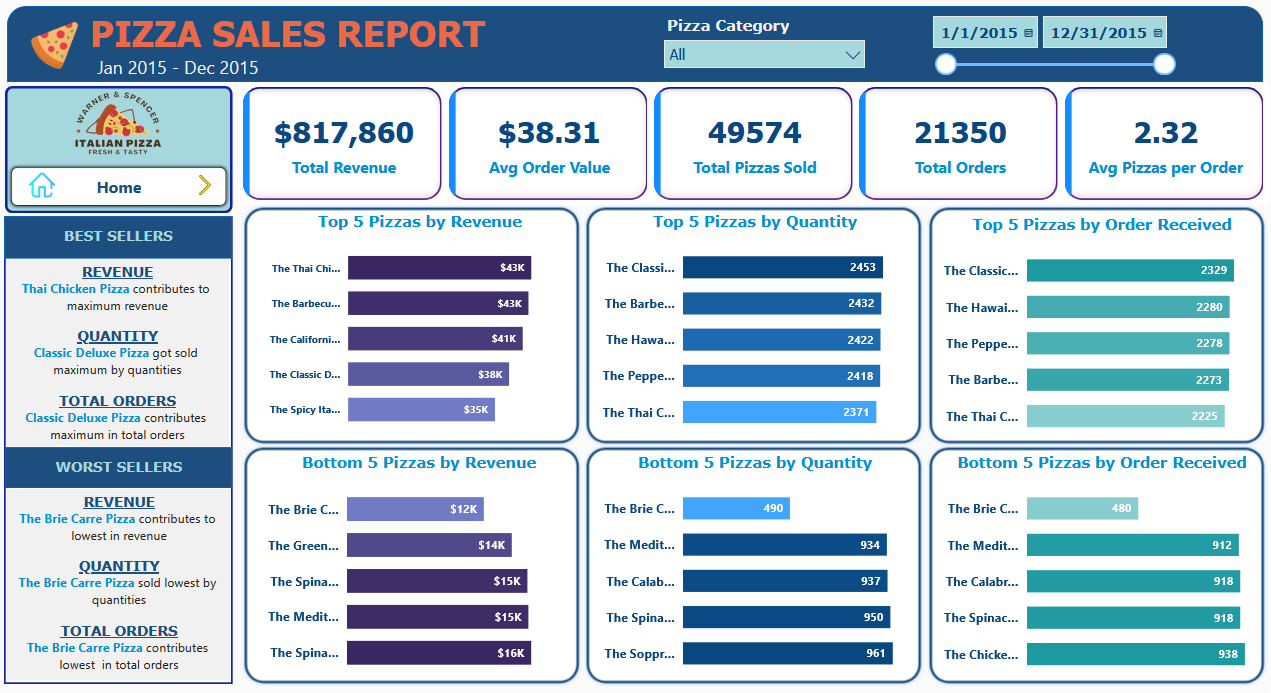 PIZZA SALES REPORT
Jan 2015 - Dec 2015
Pizza Category
All
1/1/2015
12/31/2015
WARNER & SPENCER
ITALIAN PIZZA
FRESH & TASTY
Home
$817,860
Total Revenue
$38.31
Avg Order Value
49574
Total Pizzas Sold
21350
Total Orders
2.32
Avg Pizzas per Order
BEST SELLERS
REVENUE
Thai Chicken Pizza contributes to
maximum revenue
QUANTITY
Classic Deluxe Pizza got sold
maximum by quantities
TOTAL ORDERS
Classic Deluxe Pizza contributes
maximum in total orders
WORST SELLERS
REVENUE
The Brie Carre Pizza contributes to
lowest in revenue
QUANTITY
The Brie Carre Pizza sold lowest by
quantities
TOTAL ORDERS
The Brie Carre Pizza contributes
lowest in total orders
Top 5 Pizzas by Revenue
The Thai Chi... $43K
The Barbecu... $43K
The Californi... $41K
The Classic D... $38K
The Spicy Ita... $35K
Top 5 Pizzas by Quantity
The Classi... 2453
The Barbe... 2432
The Hawa... 2422
The Peppe... 2418
The Thai C... 2371
Top 5 Pizzas by Order Received
The Classic... 2329
The Hawai... 2280
The Peppe... 2278
The Barbe... 2273
The Thai C... 2225
Bottom 5 Pizzas by Revenue
The Brie C... $12K
The Green... $14K
The Spina... $15K
The Medit... $15K
The Spina... $16K
Bottom 5 Pizzas by Quantity
The Brie C... 490
The Medit... 934
The Calab... 937
The Spina... 950
The Soppr... 961
Bottom 5 Pizzas by Order Received
The Brie C... 480
The Medit... 912
The Calabr... 918
The Spinac... 918
The Chicke... 938